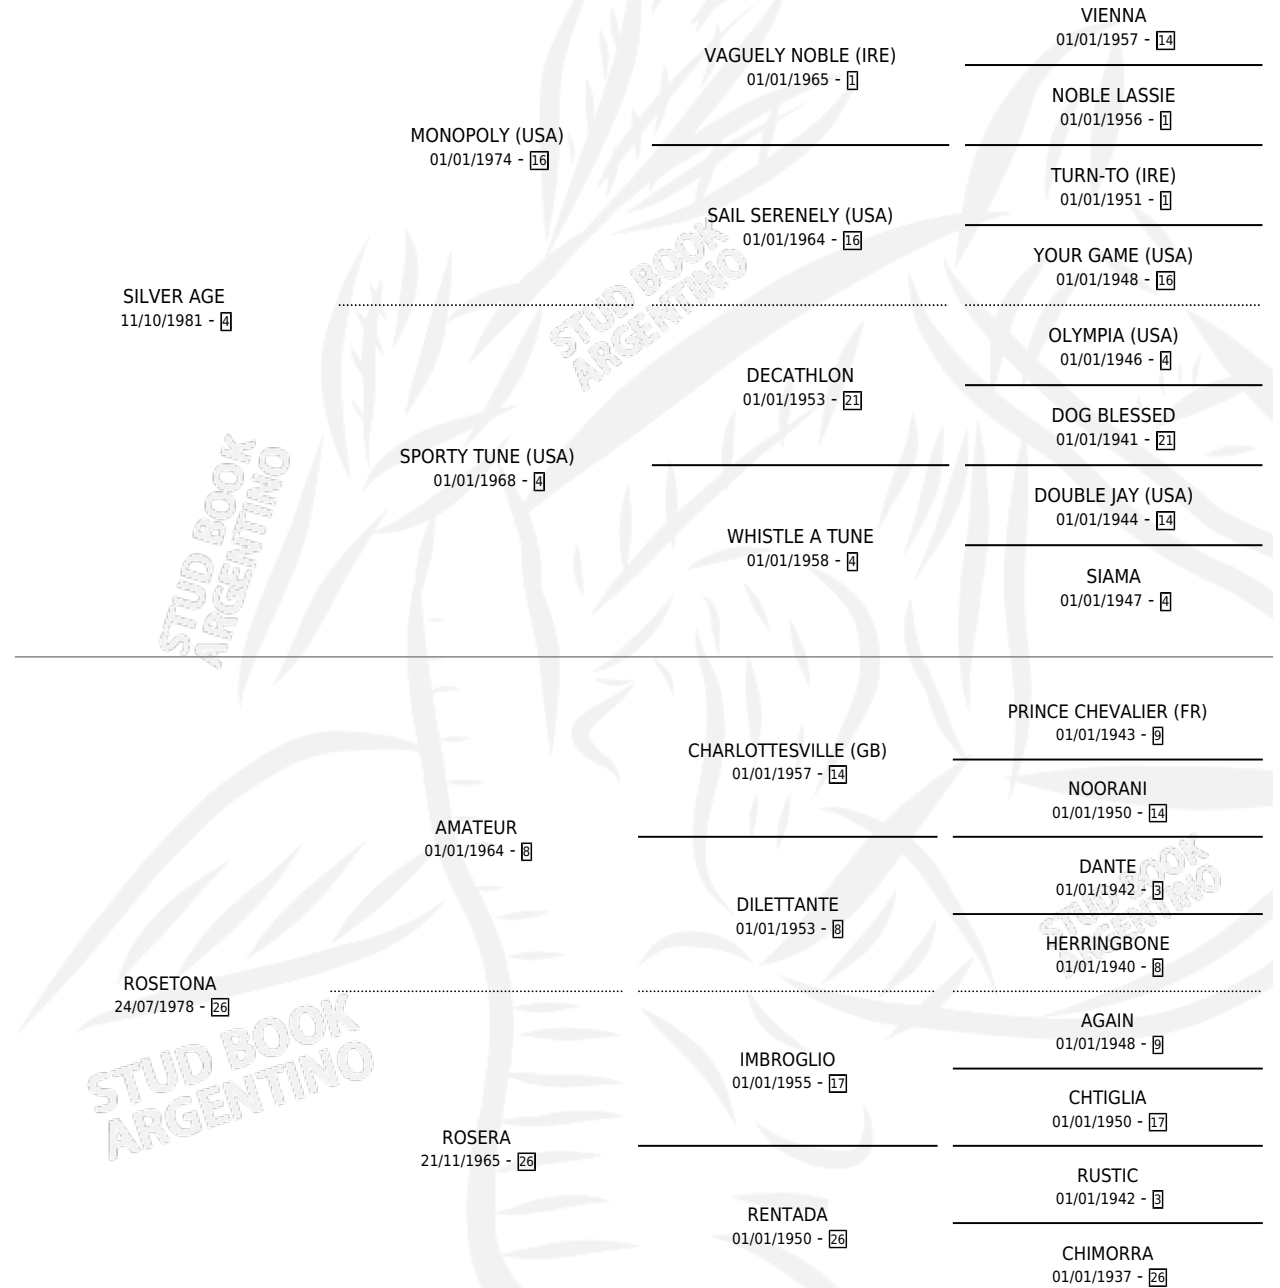 VIENNA
01/01/1957 - 14
VAGUELY NOBLE (IRE)
01/01/1965 - 1
NOBLE LASSIE
01/01/1956 - 1
MONOPOLY (USA)
01/01/1974 - 16
TURN-TO (IRE)
01/01/1951 - 1
SAIL SERENELY (USA)
01/01/1964 - 16
YOUR GAME (USA)
01/01/1948 - 16
SILVER AGE
11/10/1981 - 4
STUD BOOK
ARGENTINO
OLYMPIA (USA)
01/01/1946 - 4
DECATHLON
01/01/1953 - 21
DOG BLESSED
01/01/1941 - 21
SPORTY TUNE (USA)
01/01/1968 - 4
DOUBLE JAY (USA)
01/01/1944 - 14
WHISTLE A TUNE
01/01/1958 - 4
SIAMA
01/01/1947 - 4
STUD BOOK
ARGENTINO
PRINCE CHEVALIER (FR)
01/01/1943 - 9
CHARLOTTESVILLE (GB)
01/01/1957 - 14
NOORANI
01/01/1950 - 14
AMATEUR
01/01/1964 - 8
DANTE
01/01/1942 - 3
DILETTANTE
01/01/1953 - 8
STUD BOOK
ARGENTINO
HERRINGBONE
01/01/1940 - 8
ROSETONA
24/07/1978 - 26
AGAIN
01/01/1948 - 9
IMBROGLIO
01/01/1955 - 17
STUD BOOK
ARGENTINO
CHTIGLIA
01/01/1950 - 17
ROSERA
21/11/1965 - 26
RUSTIC
01/01/1942 - 3
RENTADA
01/01/1950 - 26
CHIMORRA
01/01/1937 - 26